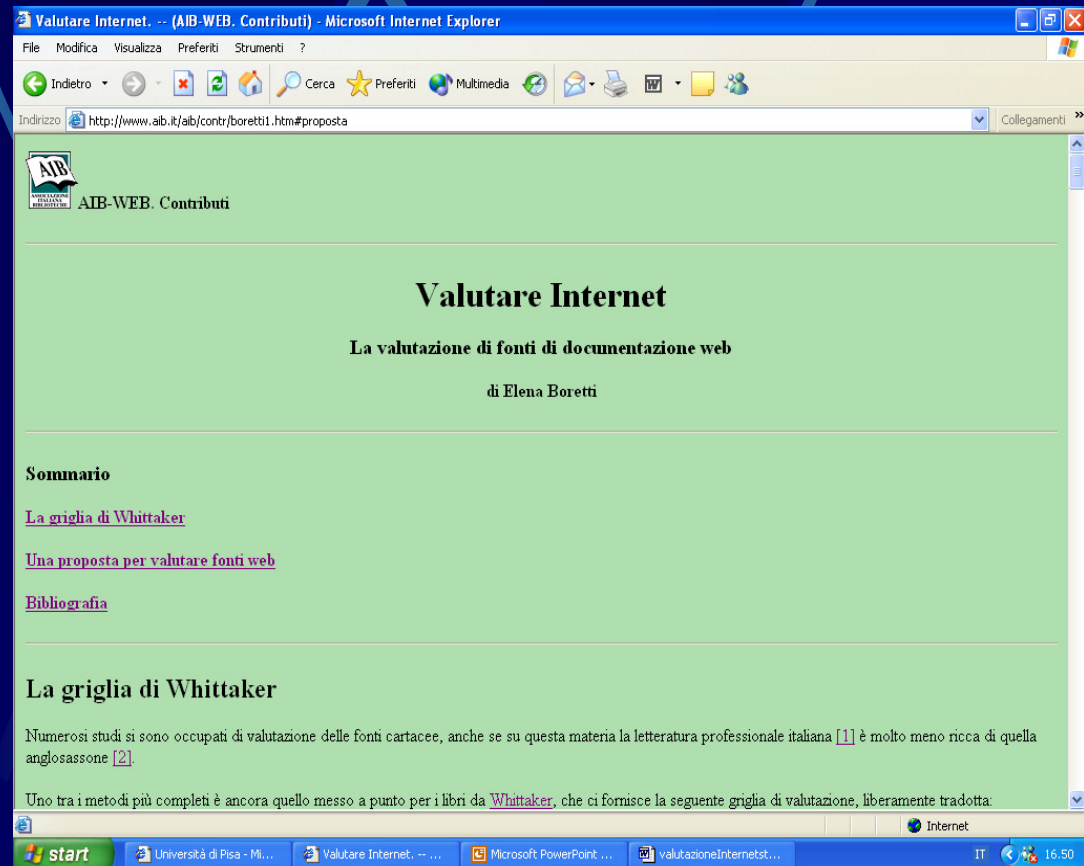 Valutare Internet. -- (AIB-WEB. Contributi) - Microsoft Internet Explorer
File Modifica Visualizza Preferiti Strumenti ?
Indietro Cerca Preferiti Multimedia
Indirizzo http://www.aib.it/aib/contr/boretti1.htm#proposta Collegamenti »
AIB
ASSOCIAZIONE
ITALIANA
BIBLIOTECHE
AIB-WEB. Contributi
Valutare Internet
La valutazione di fonti di documentazione web
di Elena Boretti
Sommario
La griglia di Whittaker
Una proposta per valutare fonti web
Bibliografia
La griglia di Whittaker
Numerosi studi si sono occupati di valutazione delle fonti cartacee, anche se su questa materia la letteratura professionale italiana [1] è molto meno ricca di quella
anglosassone [2].
Uno tra i metodi più completi è ancora quello messo a punto per i libri da Whittaker, che ci fornisce la seguente griglia di valutazione, liberamente tradotta:
Internet
start Università di Pisa - Mi... Valutare Internet. -- ... Microsoft PowerPoint ... valutazioneInternetst... IT 16.50